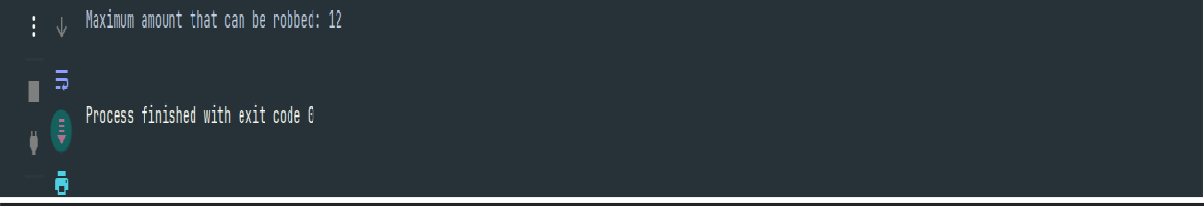 Maximum amount that can be robbed: 12
Process finished with exit code 0